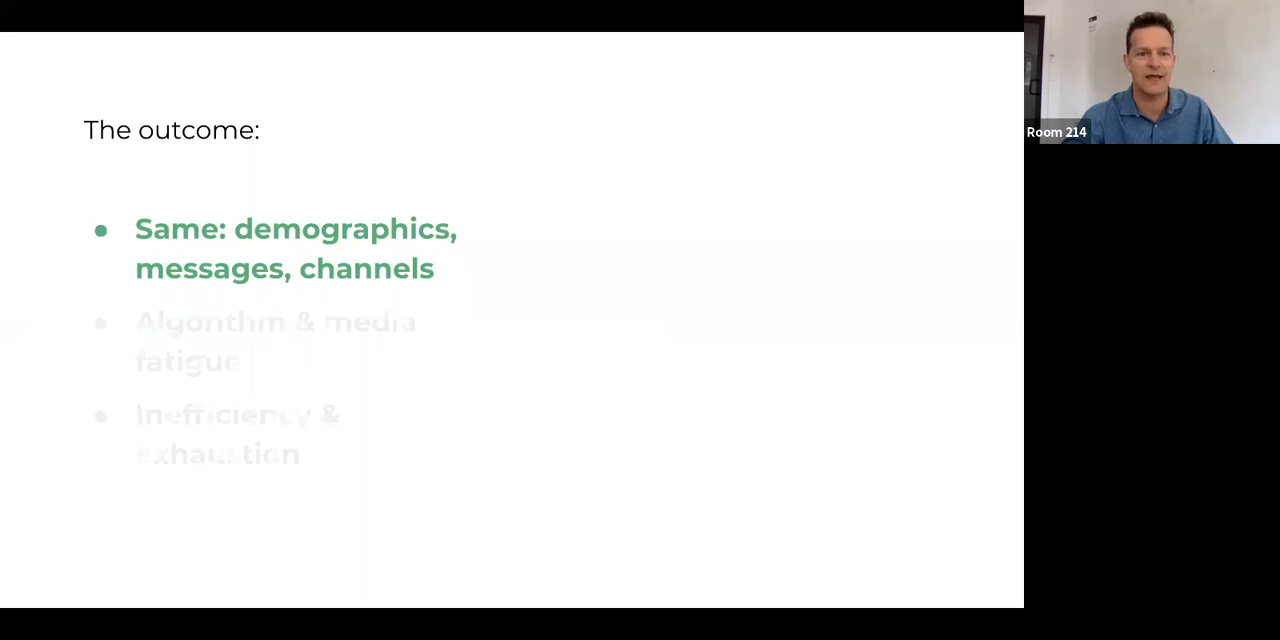 The outcome:
● Same: demographics,
messages, channels
● Algorithm & media
fatigue
● Inefficiency &
exhaustion
Room 214